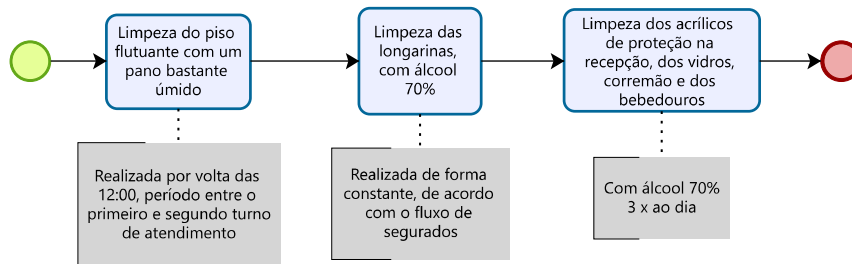 Limpeza do piso
flutuante com um
pano bastante
úmido
Limpeza das
longarinas,
com álcool
70%
Limpeza dos acrílicos
de proteção na
recepção, dos vidros,
corremão e dos
bebedouros
Realizada por volta das
12:00, período entre o
primeiro e segundo turno
de atendimento
Realizada de forma
constante, de acordo
com o fluxo de
segurados
Com álcool 70%
3 x ao dia